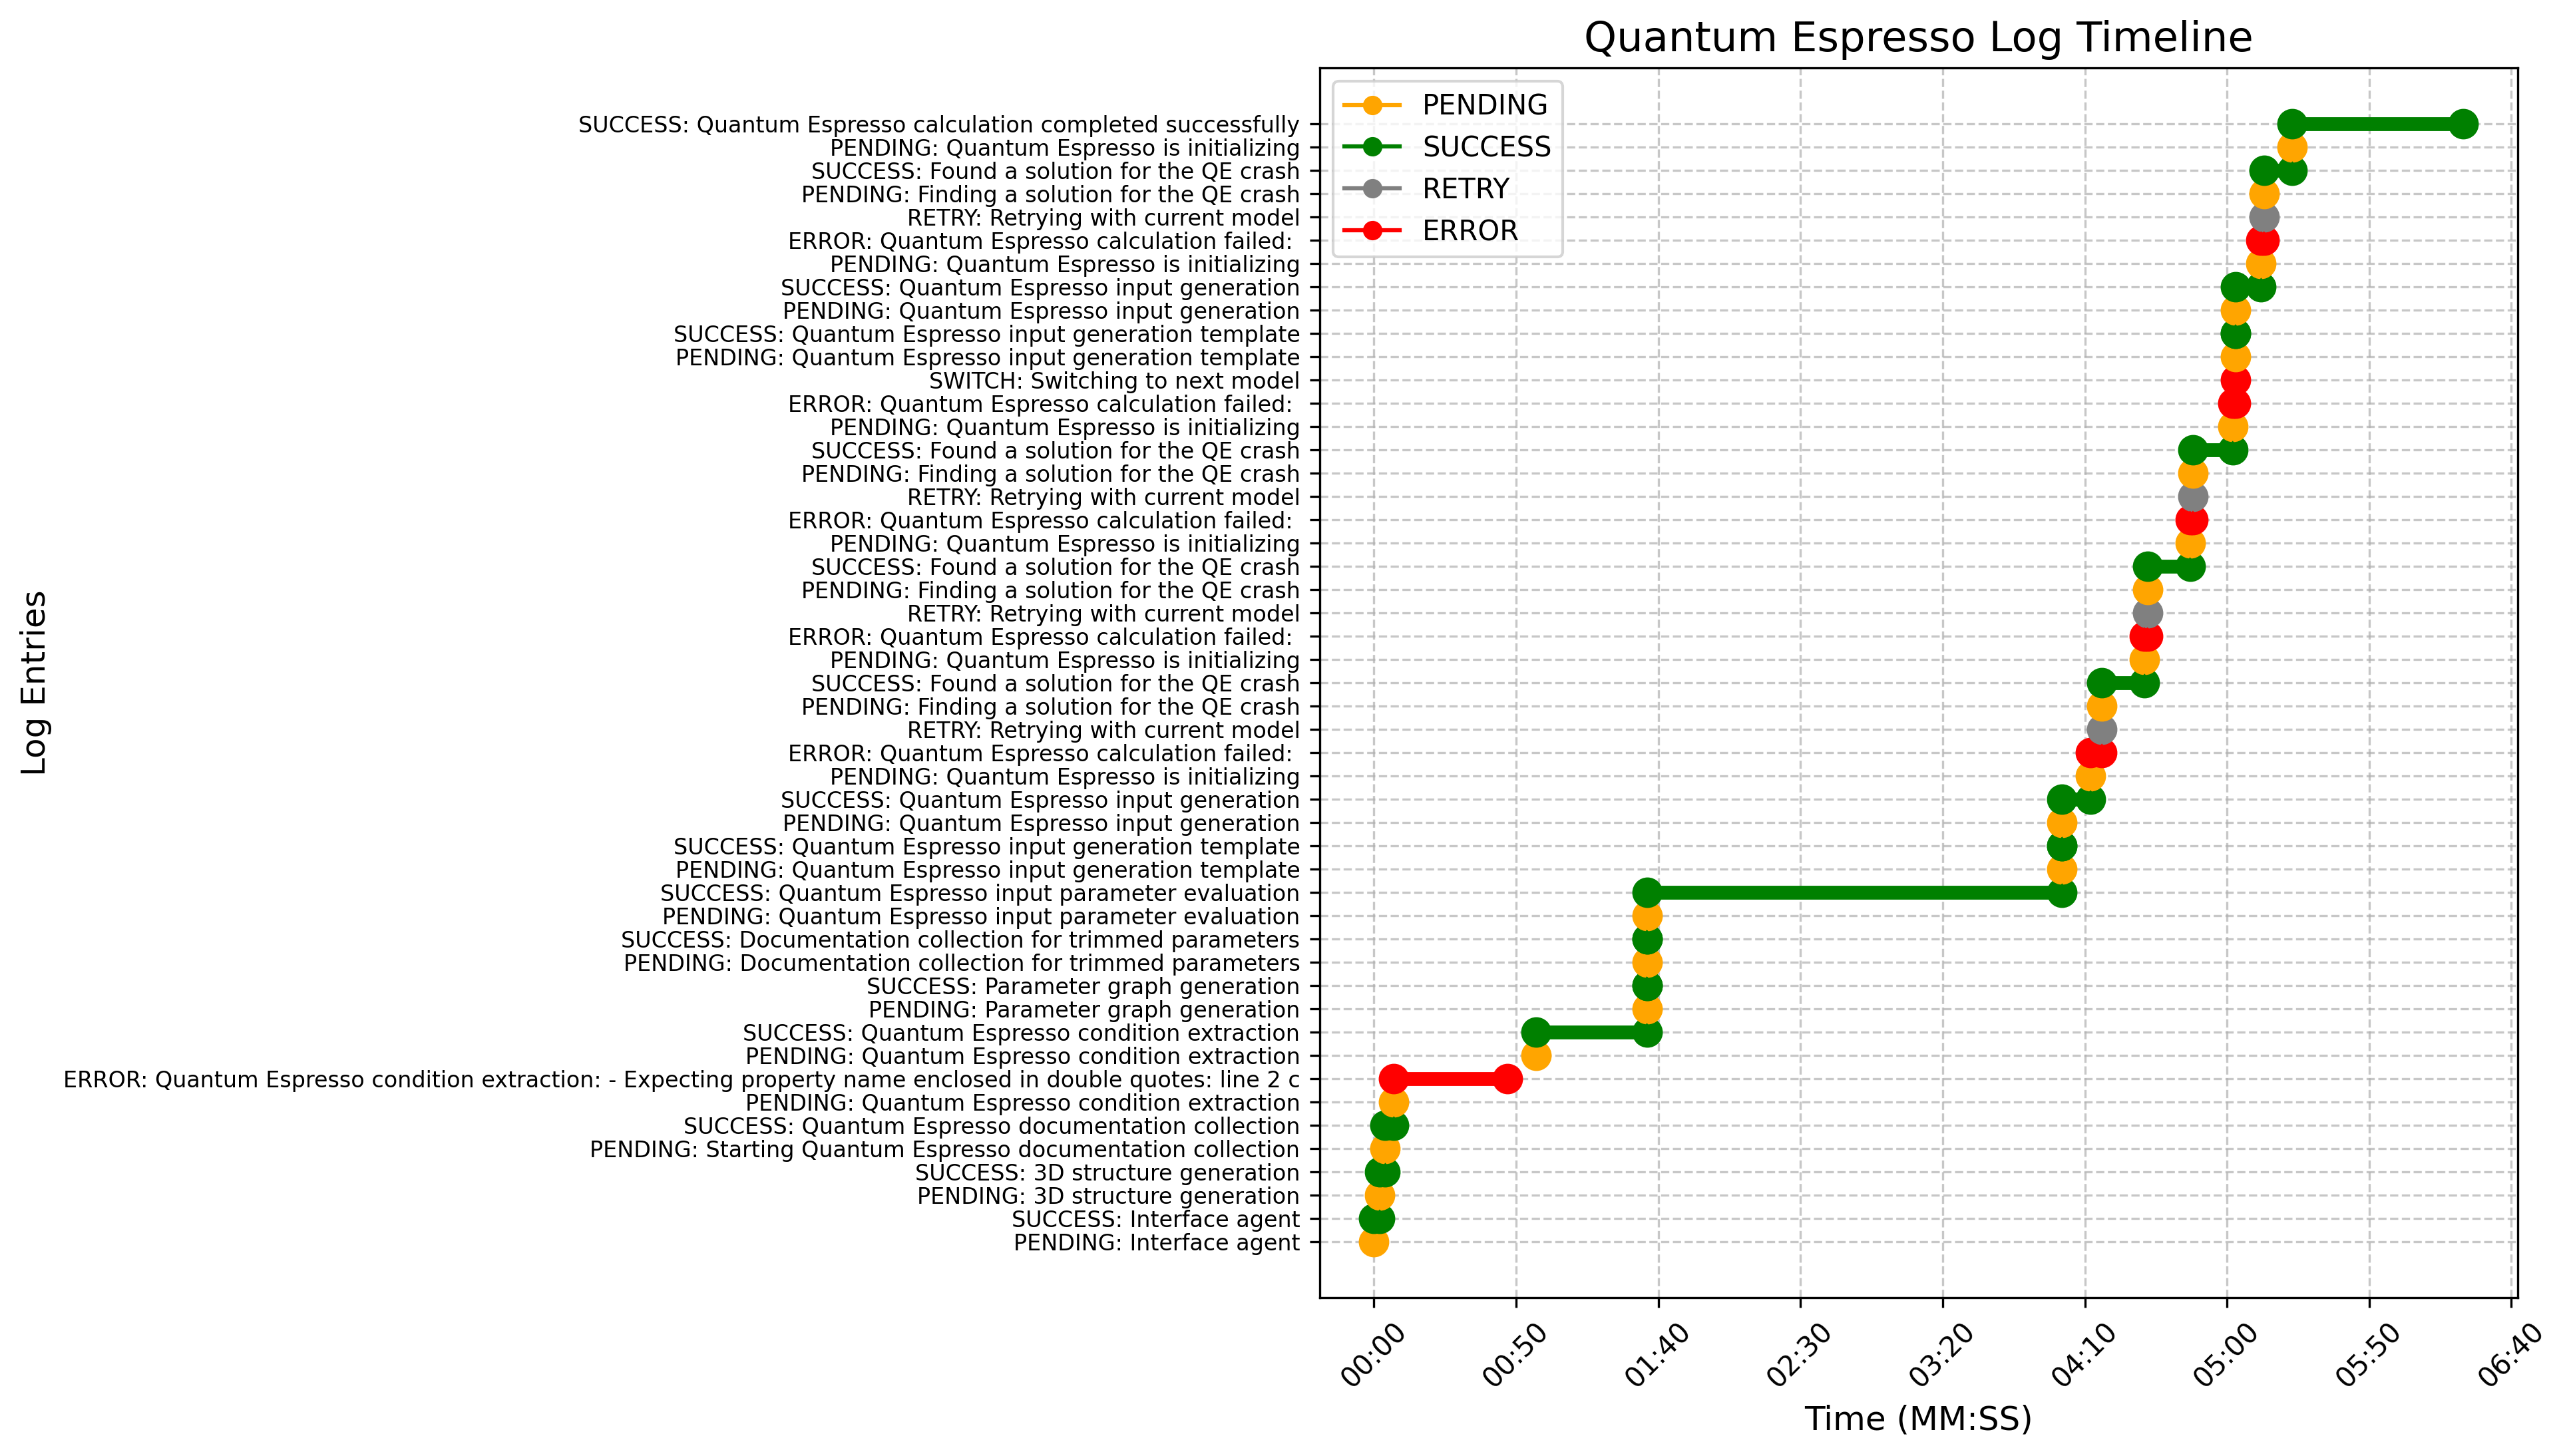 Quantum Espresso Log Timeline
PENDING
SUCCESS
RETRY
ERROR
SUCCESS: Quantum Espresso calculation completed successfully
PENDING: Quantum Espresso is initializing
SUCCESS: Found a solution for the QE crash
PENDING: Finding a solution for the QE crash
RETRY: Retrying with current model
ERROR: Quantum Espresso calculation failed:
PENDING: Quantum Espresso is initializing
SUCCESS: Quantum Espresso input generation
PENDING: Quantum Espresso input generation
SUCCESS: Quantum Espresso input generation template
PENDING: Quantum Espresso input generation template
SWITCH: Switching to next model
ERROR: Quantum Espresso calculation failed:
PENDING: Quantum Espresso is initializing
SUCCESS: Found a solution for the QE crash
PENDING: Finding a solution for the QE crash
RETRY: Retrying with current model
ERROR: Quantum Espresso calculation failed:
PENDING: Quantum Espresso is initializing
SUCCESS: Found a solution for the QE crash
PENDING: Finding a solution for the QE crash
RETRY: Retrying with current model
ERROR: Quantum Espresso calculation failed:
PENDING: Quantum Espresso is initializing
SUCCESS: Found a solution for the QE crash
PENDING: Finding a solution for the QE crash
RETRY: Retrying with current model
ERROR: Quantum Espresso calculation failed:
PENDING: Quantum Espresso is initializing
SUCCESS: Quantum Espresso input generation
PENDING: Quantum Espresso input generation
SUCCESS: Quantum Espresso input generation template
PENDING: Quantum Espresso input generation template
SUCCESS: Quantum Espresso input parameter evaluation
PENDING: Quantum Espresso input parameter evaluation
SUCCESS: Documentation collection for trimmed parameters
PENDING: Documentation collection for trimmed parameters
SUCCESS: Parameter graph generation
PENDING: Parameter graph generation
SUCCESS: Quantum Espresso condition extraction
PENDING: Quantum Espresso condition extraction
ERROR: Quantum Espresso condition extraction: - Expecting property name enclosed in double quotes: line 2 c
PENDING: Quantum Espresso condition extraction
SUCCESS: Quantum Espresso documentation collection
PENDING: Starting Quantum Espresso documentation collection
SUCCESS: 3D structure generation
PENDING: 3D structure generation
SUCCESS: Interface agent
PENDING: Interface agent
Log Entries
00:00
00:50
01:40
02:30
03:20
04:10
05:00
05:50
06:40
Time (MM:SS)